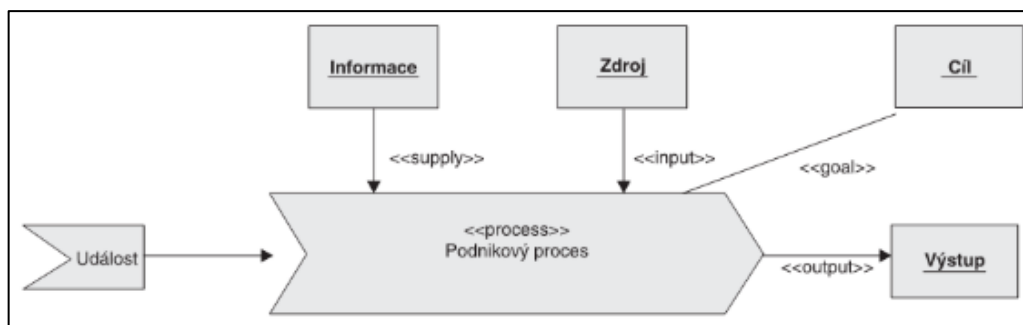 Informace
Zdroj
Cíl
<<supply>>
<<input>>
<<goal>>
<<process>>
Podnikový proces
Událost
<<output>>
Výstup